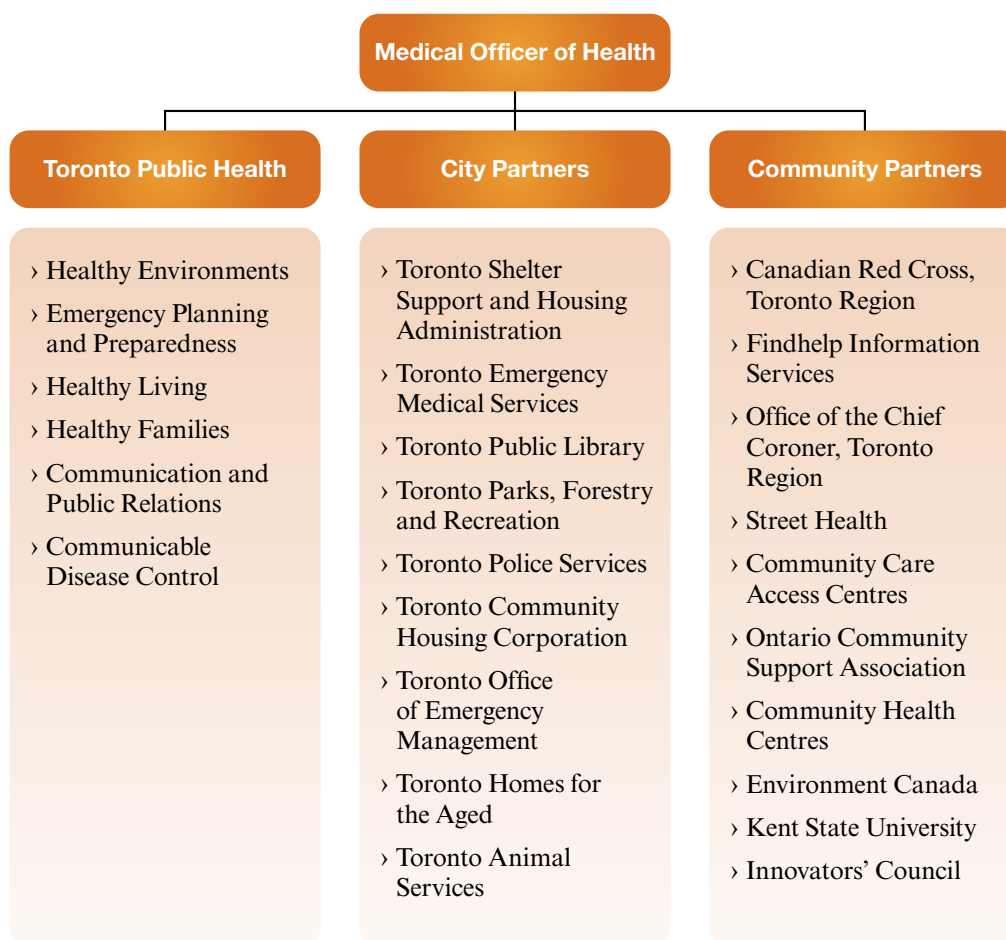 Medical Officer of Health
Toronto Public Health
› Healthy Environments
› Emergency Planning
and Preparedness
› Healthy Living
› Healthy Families
› Communication and
Public Relations
› Communicable
Disease Control
City Partners
› Toronto Shelter
Support and Housing
Administration
› Toronto Emergency
Medical Services
› Toronto Public Library
› Toronto Parks, Forestry
and Recreation
› Toronto Police Services
› Toronto Community
Housing Corporation
› Toronto Office
of Emergency
Management
› Toronto Homes for
the Aged
› Toronto Animal
Services
Community Partners
› Canadian Red Cross,
Toronto Region
› Findhelp Information
Services
› Office of the Chief
Coroner, Toronto
Region
› Street Health
› Community Care
Access Centres
› Ontario Community
Support Association
› Community Health
Centres
› Environment Canada
› Kent State University
› Innovators’ Council